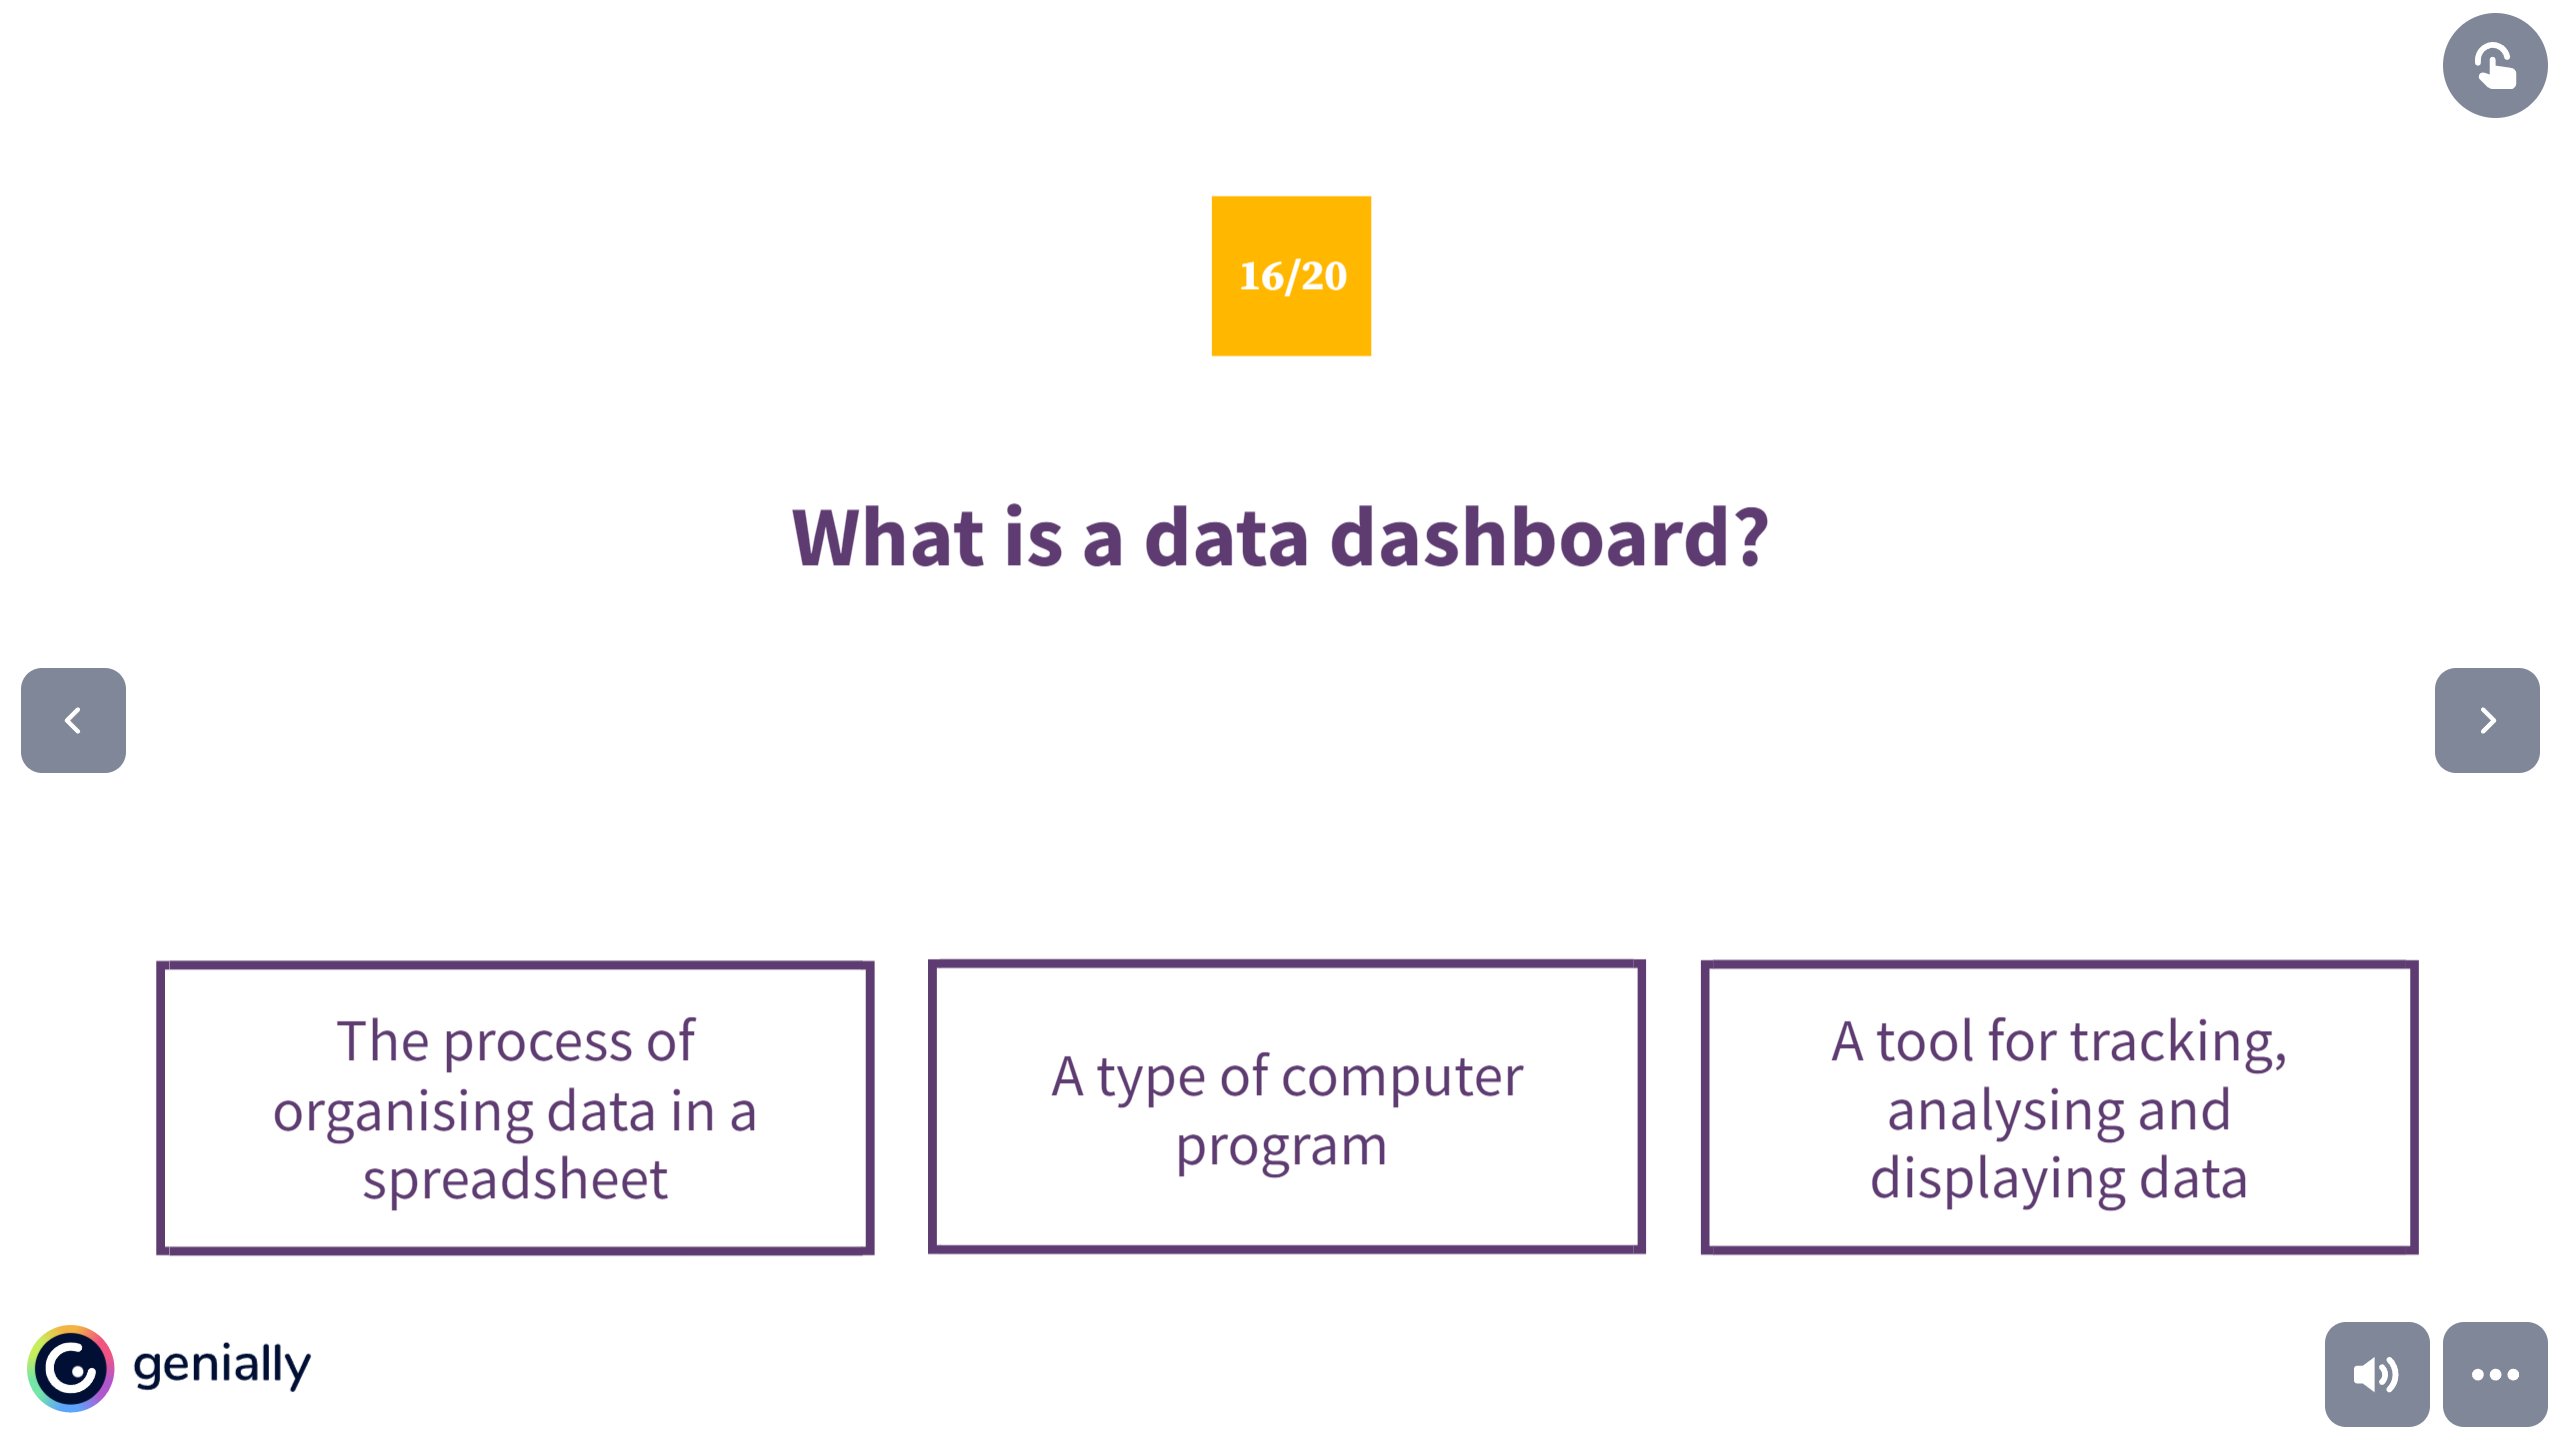 16/20
What is a data dashboard?
The process of
organising data in a
spreadsheet
A type of computer
program
A tool for tracking,
analysing and
displaying data
genially